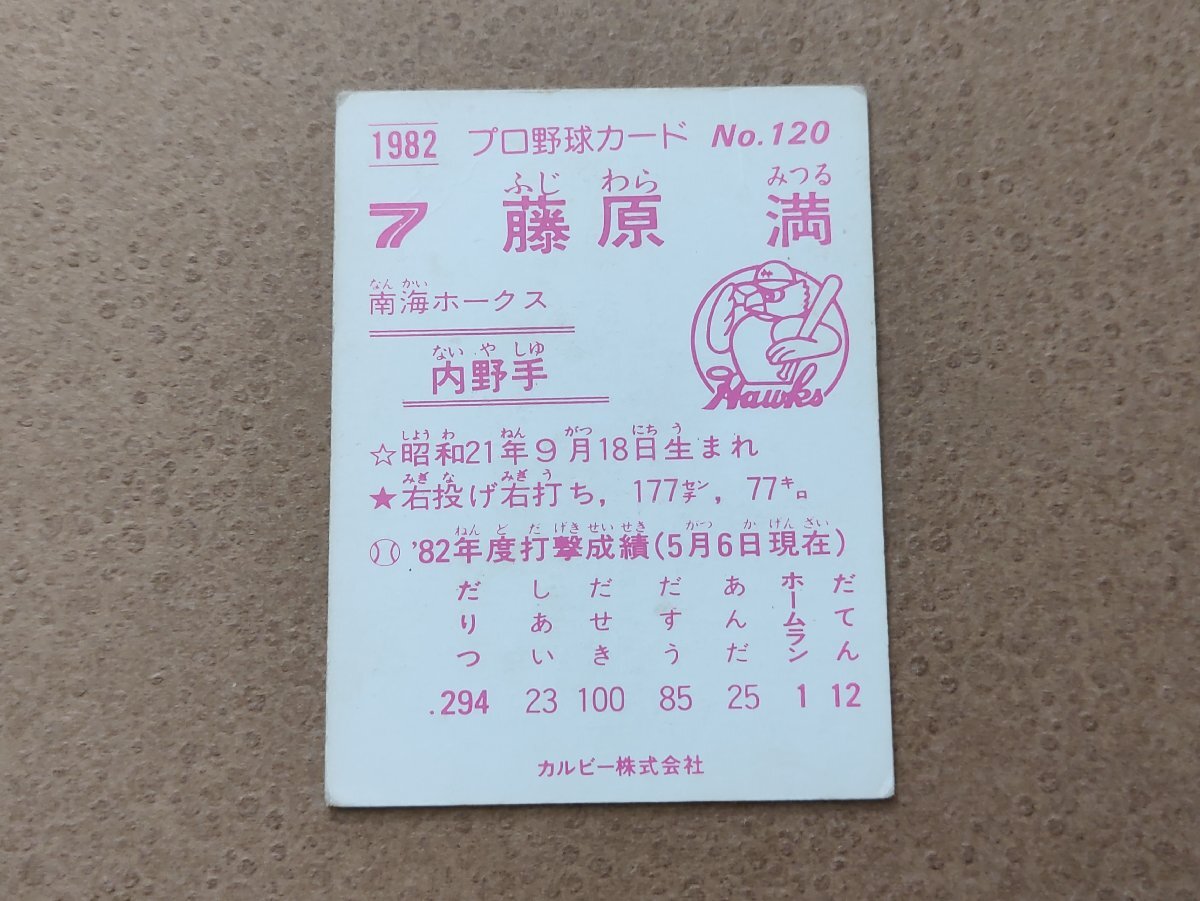 1982 プロ野球カード No.120
ふじ わら みつる
7 藤原 満
なん かい
南海ホークス
ない や しゆ
内野手
Hawks
しよう わ ねん がつ にち う
☆昭和21年9月18日生まれ
みぎ な みぎ う
★右投げ右打ち, 177センチ, 77キロ
ねん ど だ げき せい せき がつ か げん ざい
'82年度打撃成績(5月6日現在)
だりつ しあい だせき だすう あんだ ホームラン だてん
.294 23 100 85 25 1 12
カルビー株式会社